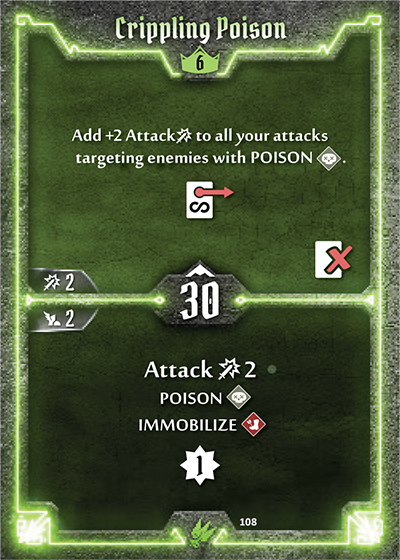 Crippling Poison
6
Add +2 Attack to all your attacks
targeting enemies with POISON .
2
30
2
Attack 2
POISON
IMMOBILIZE
1
108